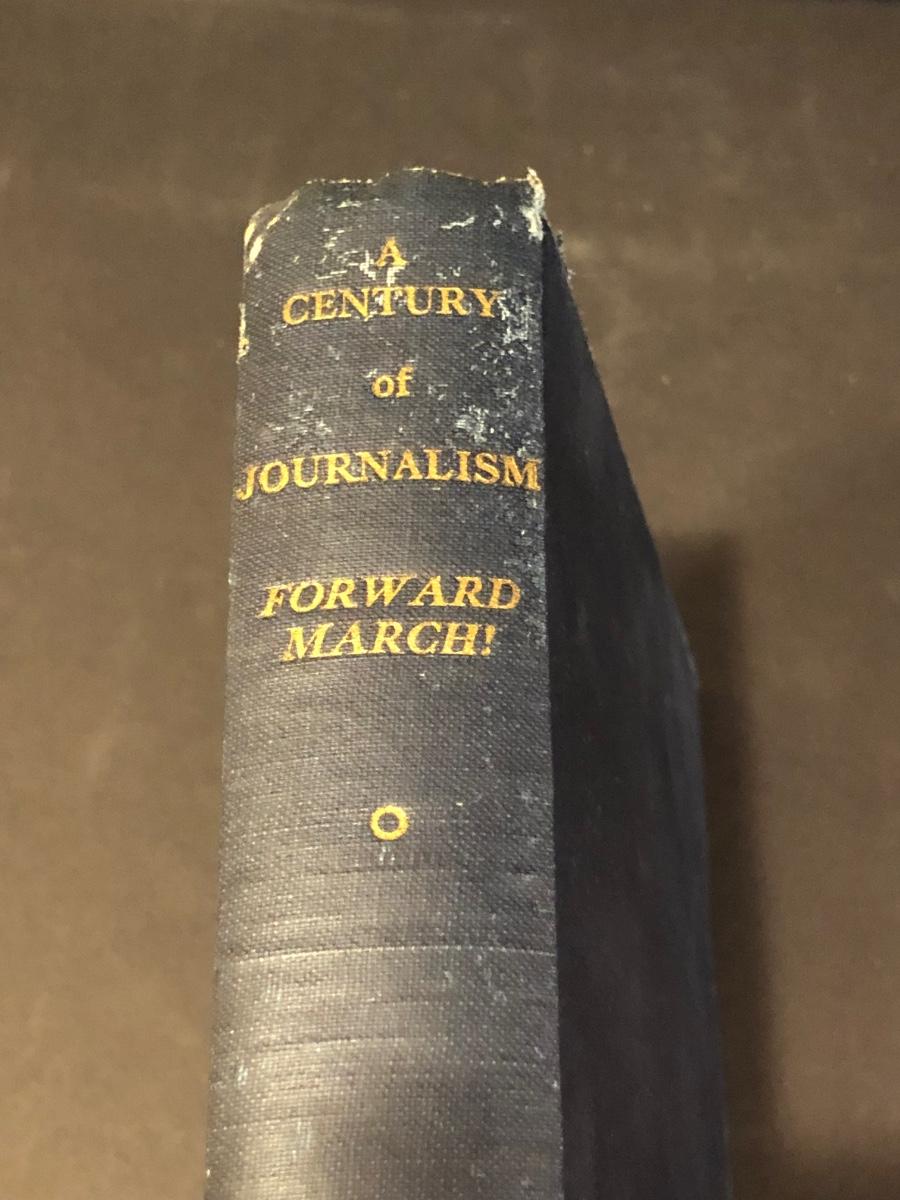 A
CENTURY
of
JOURNALISM
FORWARD
MARCH!